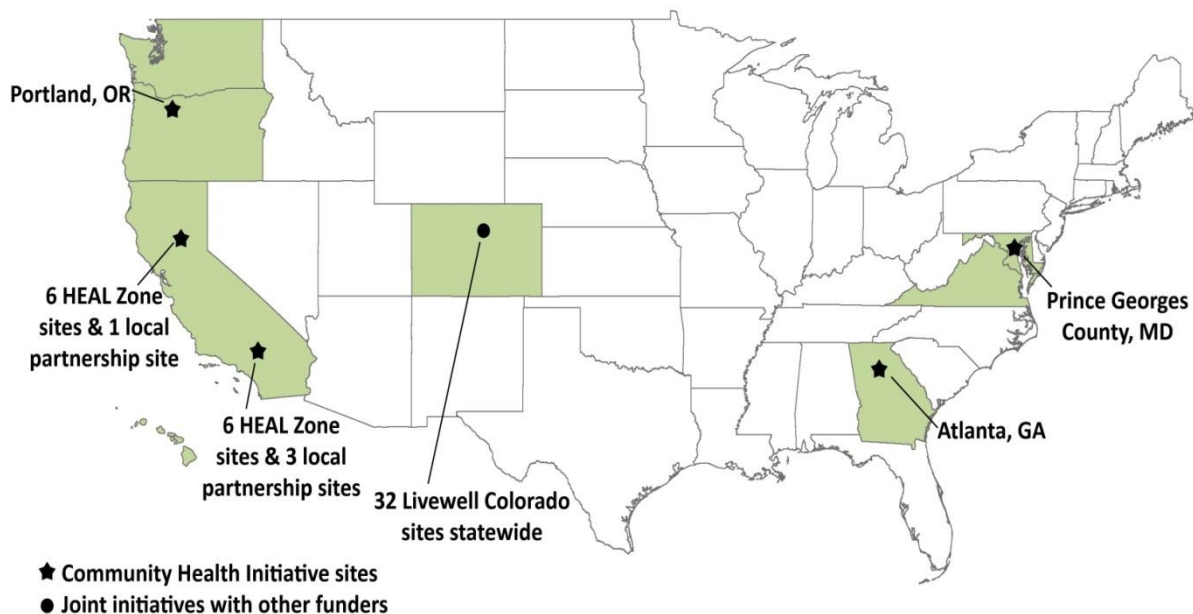 Portland, OR
6 HEAL Zone
sites & 1 local
partnership site
6 HEAL Zone
sites & 3 local
partnership sites
32 Livewell Colorado
sites statewide
Prince Georges
County, MD
Atlanta, GA
Community Health Initiative sites
Joint initiatives with other funders